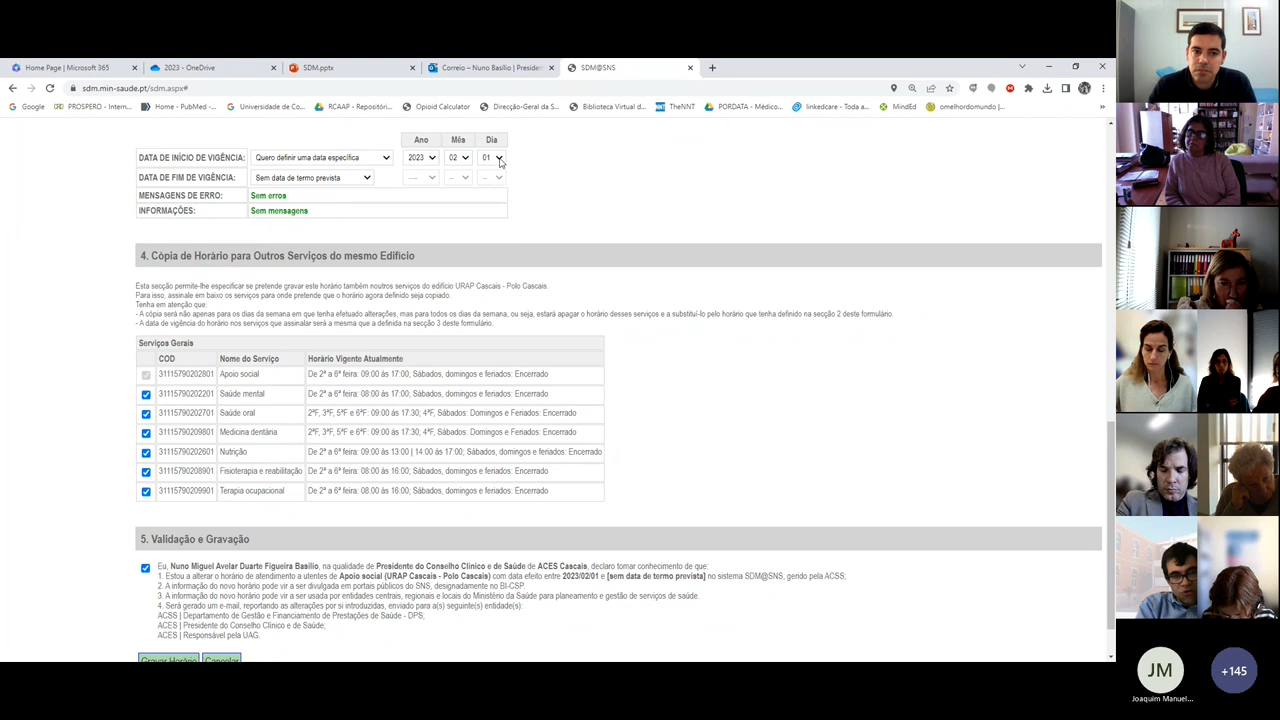 Home Page | Microsoft 365
2023 - OneDrive
SDM.pptx
Correio – Nuno Basílio | Presiden
SDM@SNS
sdm.min-saude.pt/sdm.aspx#
Google
PROSPERO - Intern...
Home - PubMed -...
Universidade de Co...
RCAAP - Repositóri...
Opioid Calculator
Direcção-Geral da S...
Biblioteca Virtual d...
TheNNT
PORDATA - Médico...
linkedcare - Toda a...
MindEd
omelhordomundo |...
Ano Mês Dia
DATA DE INÍCIO DE VIGÊNCIA: Quero definir uma data específica 2023 02 01
DATA DE FIM DE VIGÊNCIA: Sem data de termo prevista
MENSAGENS DE ERRO: Sem erros
INFORMAÇÕES: Sem mensagens
4. Cópia de Horário para Outros Serviços do mesmo Edifício
Esta secção permite-lhe especificar se pretende gravar este horário também noutros serviços do edifício URAP Cascais - Polo Cascais.
Para isso, assinale em baixo os serviços para onde pretende que o horário agora definido seja copiado.
Tenha em atenção que:
- A cópia será não apenas para os dias da semana em que tenha efetuado alterações, mas para todos os dias da semana, ou seja, estará apagar o horário desses serviços e a substituí-lo pelo horário que tenha definido na secção 2 deste formulário.
- A data de vigência do horário nos serviços que assinalar será a mesma que a definida na secção 3 deste formulário.
Serviços Gerais
COD Nome do Serviço Horário Vigente Atualmente
31115790202801 Apoio social De 2ª a 6ª feira: 09:00 às 17:00; Sábados, domingos e feriados: Encerrado
31115790202201 Saúde mental De 2ª a 6ª feira: 08:00 às 17:00; Sábados, domingos e feriados: Encerrado
31115790202701 Saúde oral 2ªF, 3ªF, 5ªF e 6ªF: 09:00 às 17:30; 4ªF, Sábados: Domingos e Feriados: Encerrado
31115790209801 Medicina dentária 2ªF, 3ªF, 5ªF e 6ªF: 09:00 às 17:30; 4ªF, Sábados: Domingos e Feriados: Encerrado
31115790202601 Nutrição De 2ª a 6ª feira: 09:00 às 13:00 | 14:00 às 17:00; Sábados, domingos e feriados: Encerrado
31115790208901 Fisioterapia e reabilitação De 2ª a 6ª feira: 08:00 às 16:00; Sábados, domingos e feriados: Encerrado
31115790209901 Terapia ocupacional De 2ª a 6ª feira: 08:00 às 16:00; Sábados, domingos e feriados: Encerrado
5. Validação e Gravação
Eu, Nuno Miguel Avelar Duarte Figueira Basílio, na qualidade de Presidente do Conselho Clínico e de Saúde de ACES Cascais, declaro tomar conhecimento de que:
1. Estou a alterar o horário de atendimento a utentes de Apoio social (URAP Cascais - Polo Cascais) com data efeito entre 2023/02/01 e [sem data de termo prevista] no sistema SDM@SNS, gerido pela ACSS;
2. A informação do novo horário pode vir a ser divulgada em portais públicos do SNS, designadamente no BI-CSP.
3. A informação do novo horário pode vir a ser usada por entidades centrais, regionais e locais do Ministério da Saúde para planeamento e gestão de serviços de saúde.
4. Será gerado um e-mail, reportando as alterações por si introduzidas, enviado para a(s) seguinte(s) entidade(s):
ACSS | Departamento de Gestão e Financiamento de Prestações de Saúde - DPS;
ACES | Presidente do Conselho Clínico e de Saúde;
ACES | Responsável pela UAG.
Gravar Horário Cancelar
JM
Joaquim Manuel...
+145